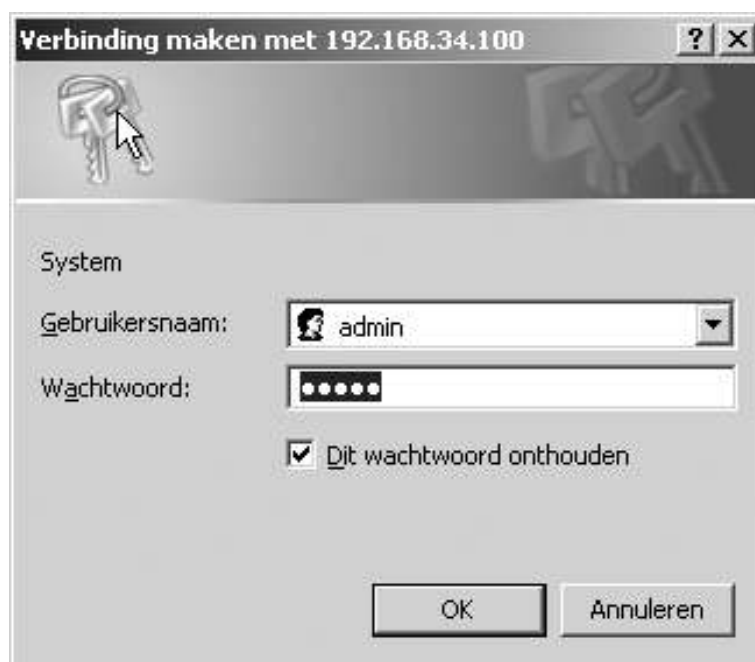 Verbinding maken met 192.168.34.100
System
Gebruikersnaam: admin
Wachtwoord: •••••
Dit wachtwoord onthouden
OK Annuleren